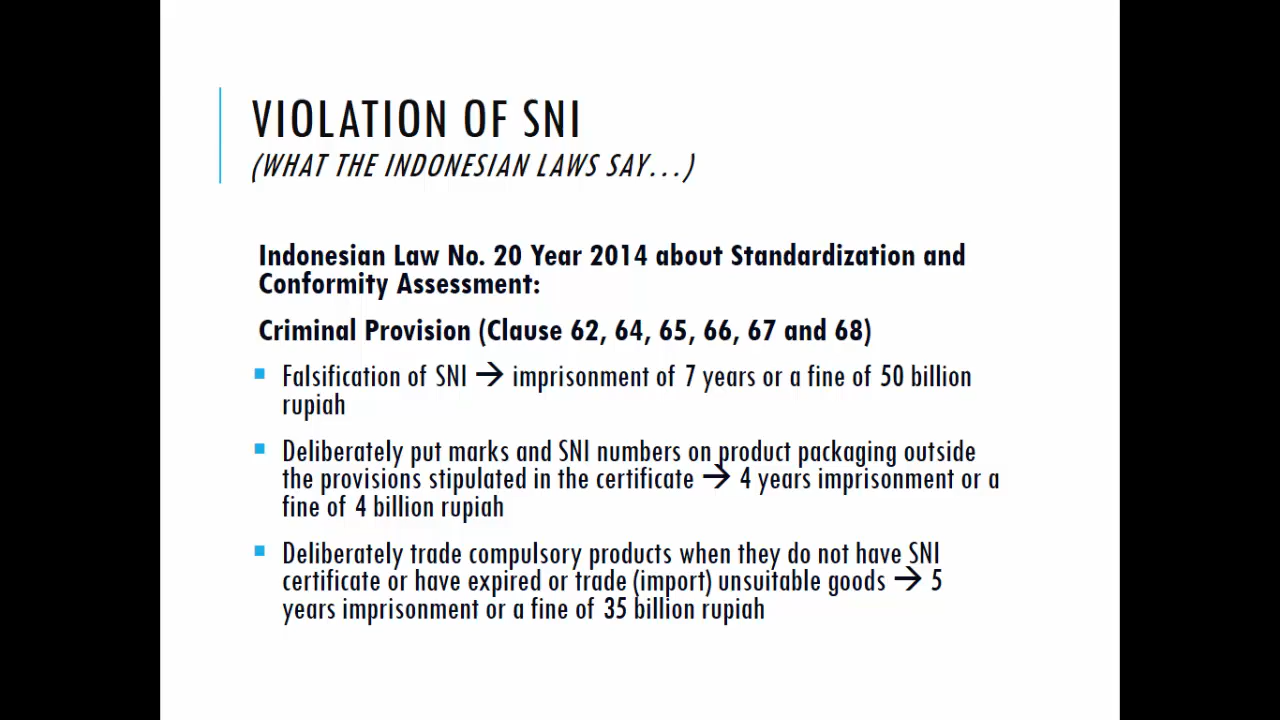 VIOLATION OF SNI
(WHAT THE INDONESIAN LAWS SAY...)
Indonesian Law No. 20 Year 2014 about Standardization and
Conformity Assessment:
Criminal Provision (Clause 62, 64, 65, 66, 67 and 68)
▪ Falsification of SNI → imprisonment of 7 years or a fine of 50 billion
rupiah
▪ Deliberately put marks and SNI numbers on product packaging outside
the provisions stipulated in the certificate → 4 years imprisonment or a
fine of 4 billion rupiah
▪ Deliberately trade compulsory products when they do not have SNI
certificate or have expired or trade (import) unsuitable goods → 5
years imprisonment or a fine of 35 billion rupiah